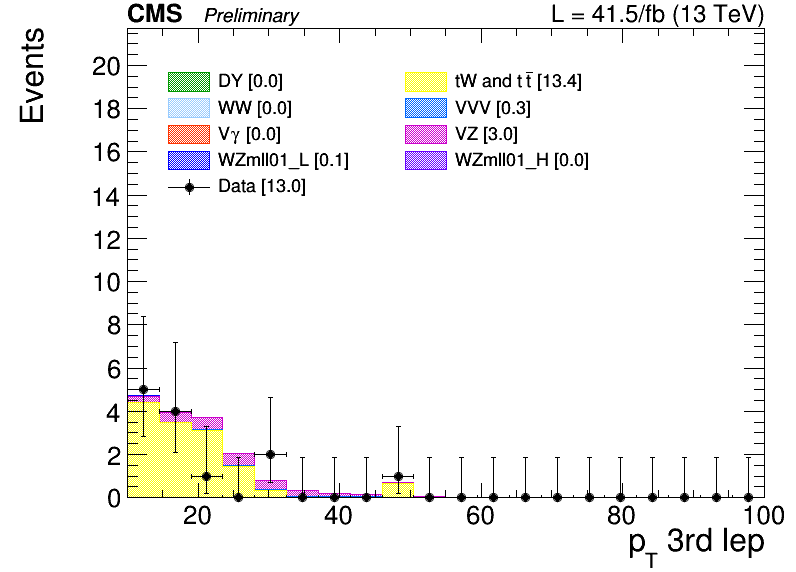 CMS Preliminary L = 41.5/fb (13 TeV)
Events
DY [0.0] tW and tt̅ [13.4]
WW [0.0] VVV [0.3]
Vγ [0.0] VZ [3.0]
WZmll01_L [0.1] WZmll01_H [0.0]
Data [13.0]
20
18
16
14
12
10
8
6
4
2
0
20 40 60 80 100
p_T 3rd lep